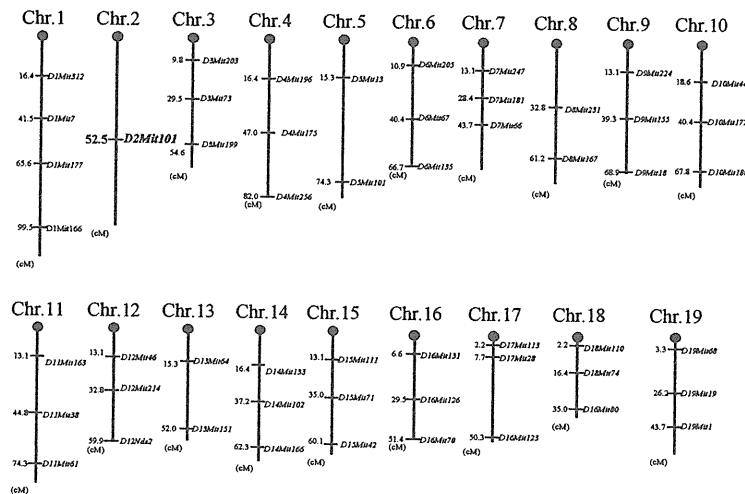 Chr.1
16.4 D1Mit312
41.5 D1Mit7
65.6 D1Mit177
99.5 D1Mit166
(cM)
Chr.2
52.5 D2Mit101
(cM)
Chr.3
9.8 D3Mit203
29.5 D3Mit73
54.6 D3Mit199
(cM)
Chr.4
16.4 D4Mit196
47.0 D4Mit175
82.0 D4Mit256
(cM)
Chr.5
15.3 D5Mit13
74.3 D5Mit101
(cM)
Chr.6
10.9 D6Mit205
40.4 D6Mit67
66.7 D6Mit135
(cM)
Chr.7
13.1 D7Mit247
28.4 D7Mit181
43.7 D7Mit66
(cM)
Chr.8
32.8 D8Mit231
61.2 D8Mit167
(cM)
Chr.9
13.1 D9Mit224
39.3 D9Mit155
68.9 D9Mit18
(cM)
Chr.10
18.6 D10Mit44
40.4 D10Mit177
67.8 D10Mit180
(cM)
Chr.11
13.1 D11Mit163
44.8 D11Mit38
74.3 D11Mit61
(cM)
Chr.12
13.1 D12Mit46
32.8 D12Mit214
59.9 D12Nds2
(cM)
Chr.13
15.3 D13Mit64
52.0 D13Mit151
(cM)
Chr.14
16.4 D14Mit133
37.2 D14Mit102
62.3 D14Mit166
(cM)
Chr.15
13.1 D15Mit111
35.0 D15Mit71
60.1 D15Mit42
(cM)
Chr.16
6.6 D16Mit131
29.5 D16Mit126
51.4 D16Mit70
(cM)
Chr.17
2.2 D17Mit113
7.7 D17Mit28
50.3 D16Mit123
(cM)
Chr.18
2.2 D18Mit110
16.4 D18Mit74
35.0 D16Mit80
(cM)
Chr.19
3.3 D19Mit68
26.2 D19Mit19
43.7 D19Mit1
(cM)